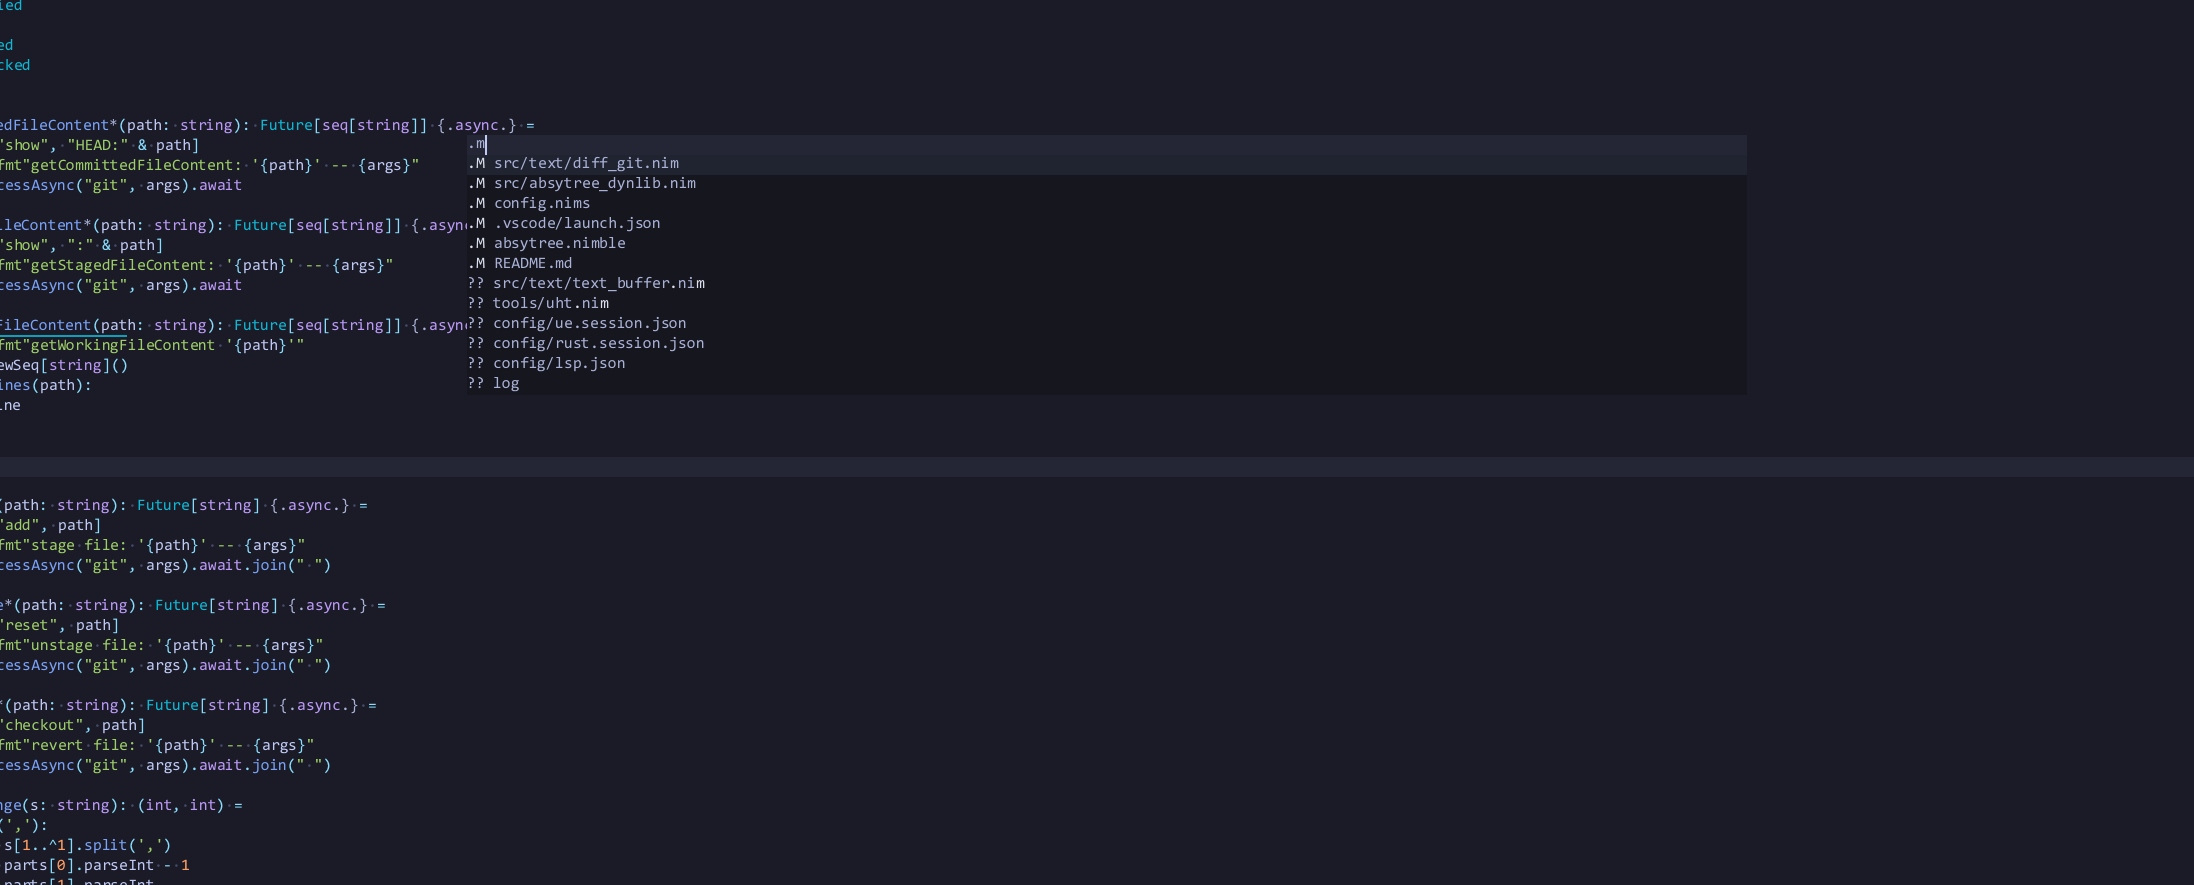 ied
ed
cked
edFileContent*(path: string): Future[seq[string]] {.async.} =
"show", "HEAD:" & path]
fmt"getCommittedFileContent: '{path}' -- {args}"
cessAsync("git", args).await
ileContent*(path: string): Future[seq[string]] {.asyn
"show", ":" & path]
fmt"getStagedFileContent: '{path}' -- {args}"
cessAsync("git", args).await
FileContent(path: string): Future[seq[string]] {.asyn
fmt"getWorkingFileContent '{path}'"
ewSeq[string]()
ines(path):
ine
.m
.M src/text/diff_git.nim
.M src/absytree_dynlib.nim
.M config.nims
.M .vscode/launch.json
.M absytree.nimble
.M README.md
?? src/text/text_buffer.nim
?? tools/uht.nim
?? config/ue.session.json
?? config/rust.session.json
?? config/lsp.json
?? log
(path: string): Future[string] {.async.} =
"add", path]
fmt"stage file: '{path}' -- {args}"
cessAsync("git", args).await.join(" ")
e*(path: string): Future[string] {.async.} =
"reset", path]
fmt"unstage file: '{path}' -- {args}"
cessAsync("git", args).await.join(" ")
*(path: string): Future[string] {.async.} =
"checkout", path]
fmt"revert file: '{path}' -- {args}"
cessAsync("git", args).await.join(" ")
nge(s: string): (int, int) =
(','):
s[1..^1].split(',')
parts[0].parseInt - 1
parts[1].parseInt